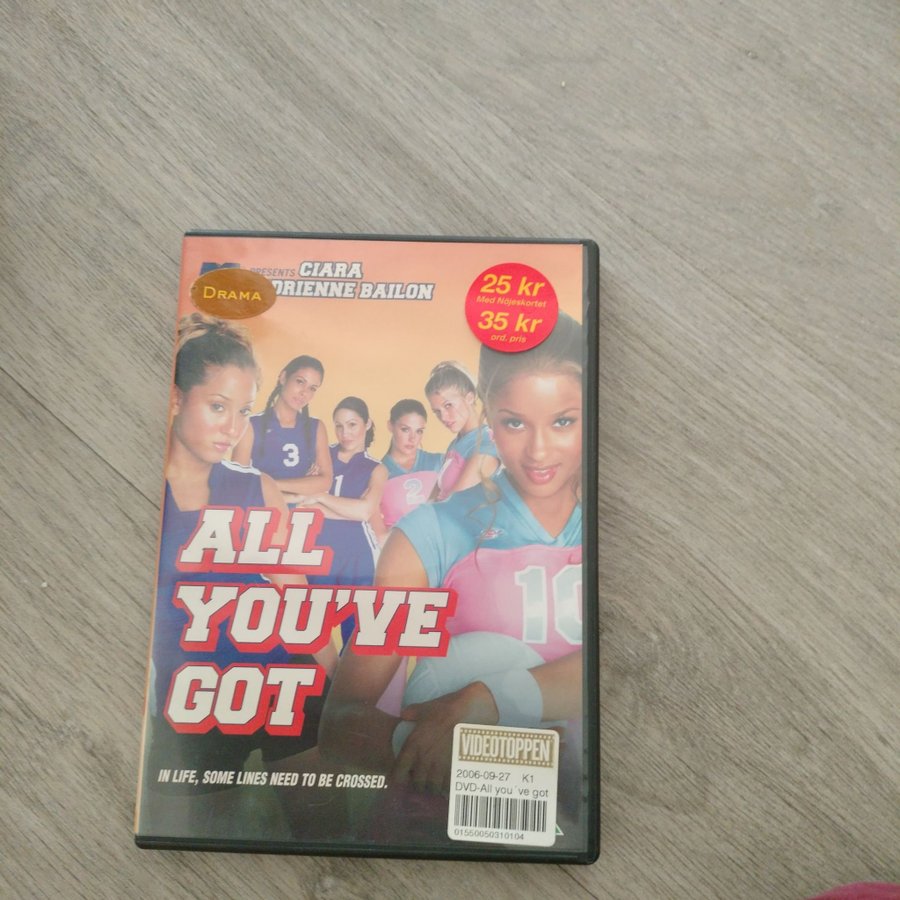 PRESENTS CIARA
DRIENNE BAILON
DRAMA
25 kr
Med Nöjeskortet
35 kr
ord. pris
3
1
2
10
ALL
YOU'VE
GOT
IN LIFE, SOME LINES NEED TO BE CROSSED.
VIDEOTOPPEN
2006-09-27 K1
DVD-All you´ve got
01550050310104